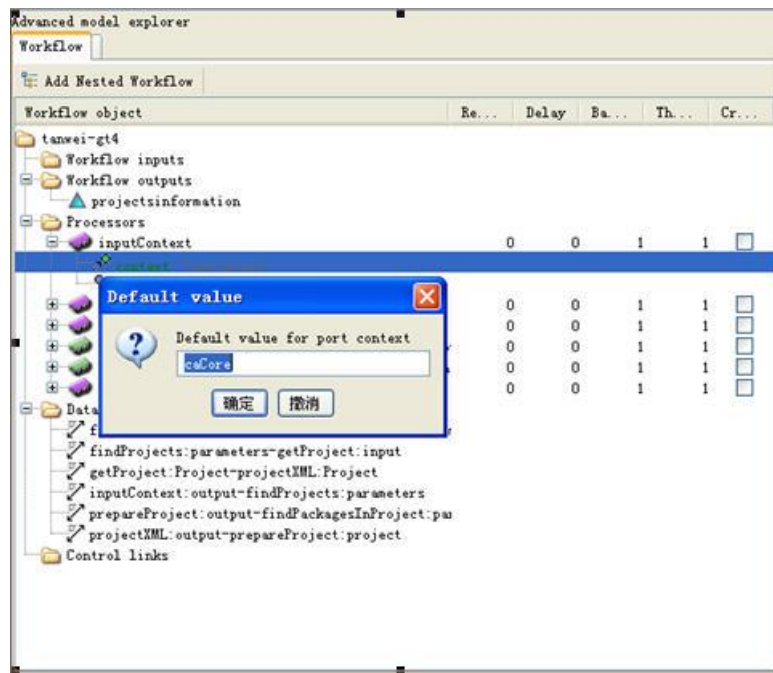 Advanced model explorer
Workflow
Add Nested Workflow
Workflow object Re... Delay Ba... Th... Cr...
tanwei-gt4
Workflow inputs
Workflow outputs
projectsinformation
Processors
inputContext 0 0 1 1
context
Default value
0 0 1 1
Default value for port context
0 0 1 1
0 0 1 1
caCore
0 0 1 1
确定 撤消
0 0 1 1
Data
f
findProjects:parameters-getProject:input
getProject:Project-projectXML:Project
inputContext:output-findProjects:parameters
prepareProject:output-findPackagesInProject:pa
projectXML:output-prepareProject:project
Control links